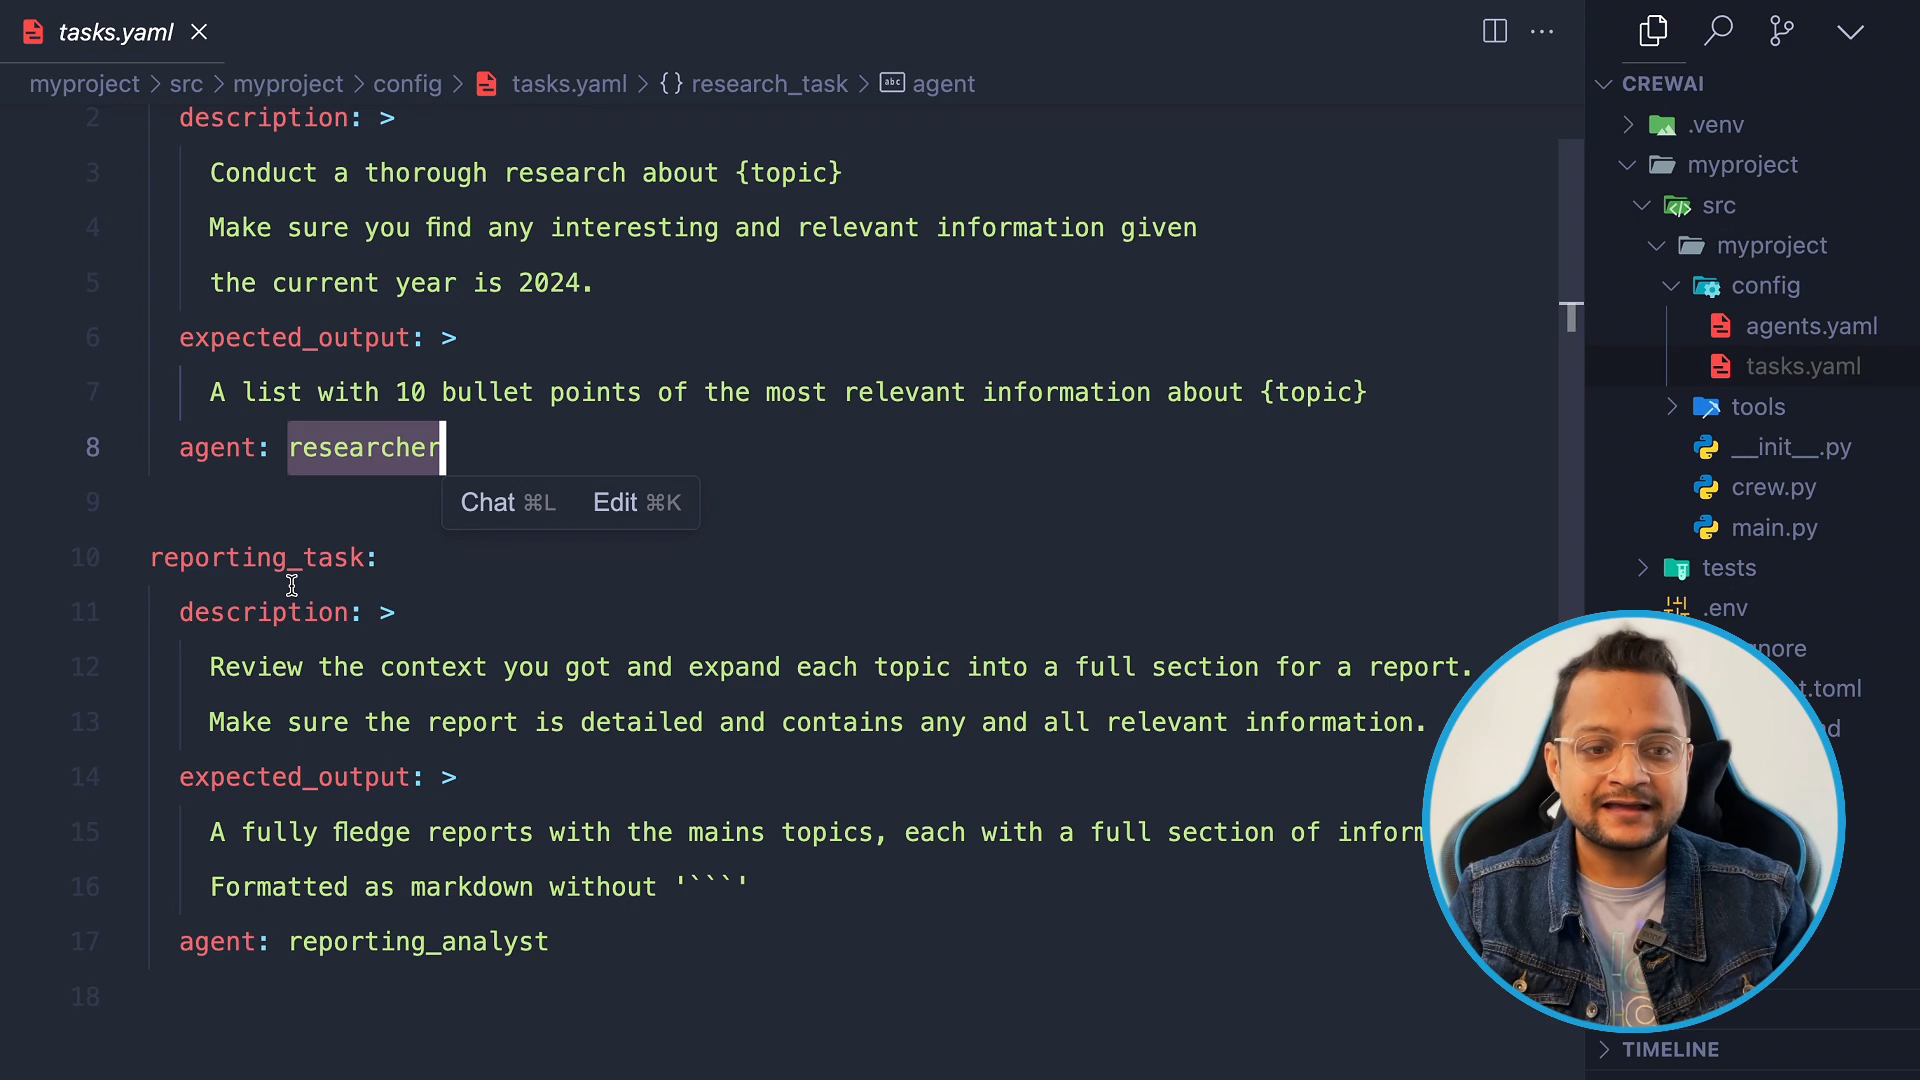 tasks.yaml
myproject > src > myproject > config > tasks.yaml > {} research_task > abc agent
2 description: >
3 Conduct a thorough research about {topic}
4 Make sure you find any interesting and relevant information given
5 the current year is 2024.
6 expected_output: >
7 A list with 10 bullet points of the most relevant information about {topic}
8 agent: researcher
9
Chat ⌘L Edit ⌘K
10 reporting_task:
11 description: >
12 Review the context you got and expand each topic into a full section for a report.
13 Make sure the report is detailed and contains any and all relevant information.
14 expected_output: >
15 A fully fledge reports with the mains topics, each with a full section of inform
16 Formatted as markdown without '```'
17 agent: reporting_analyst
18
CREWAI
.venv
myproject
src
myproject
config
agents.yaml
tasks.yaml
tools
__init__.py
crew.py
main.py
tests
.env
nore
t.toml
d
TIMELINE